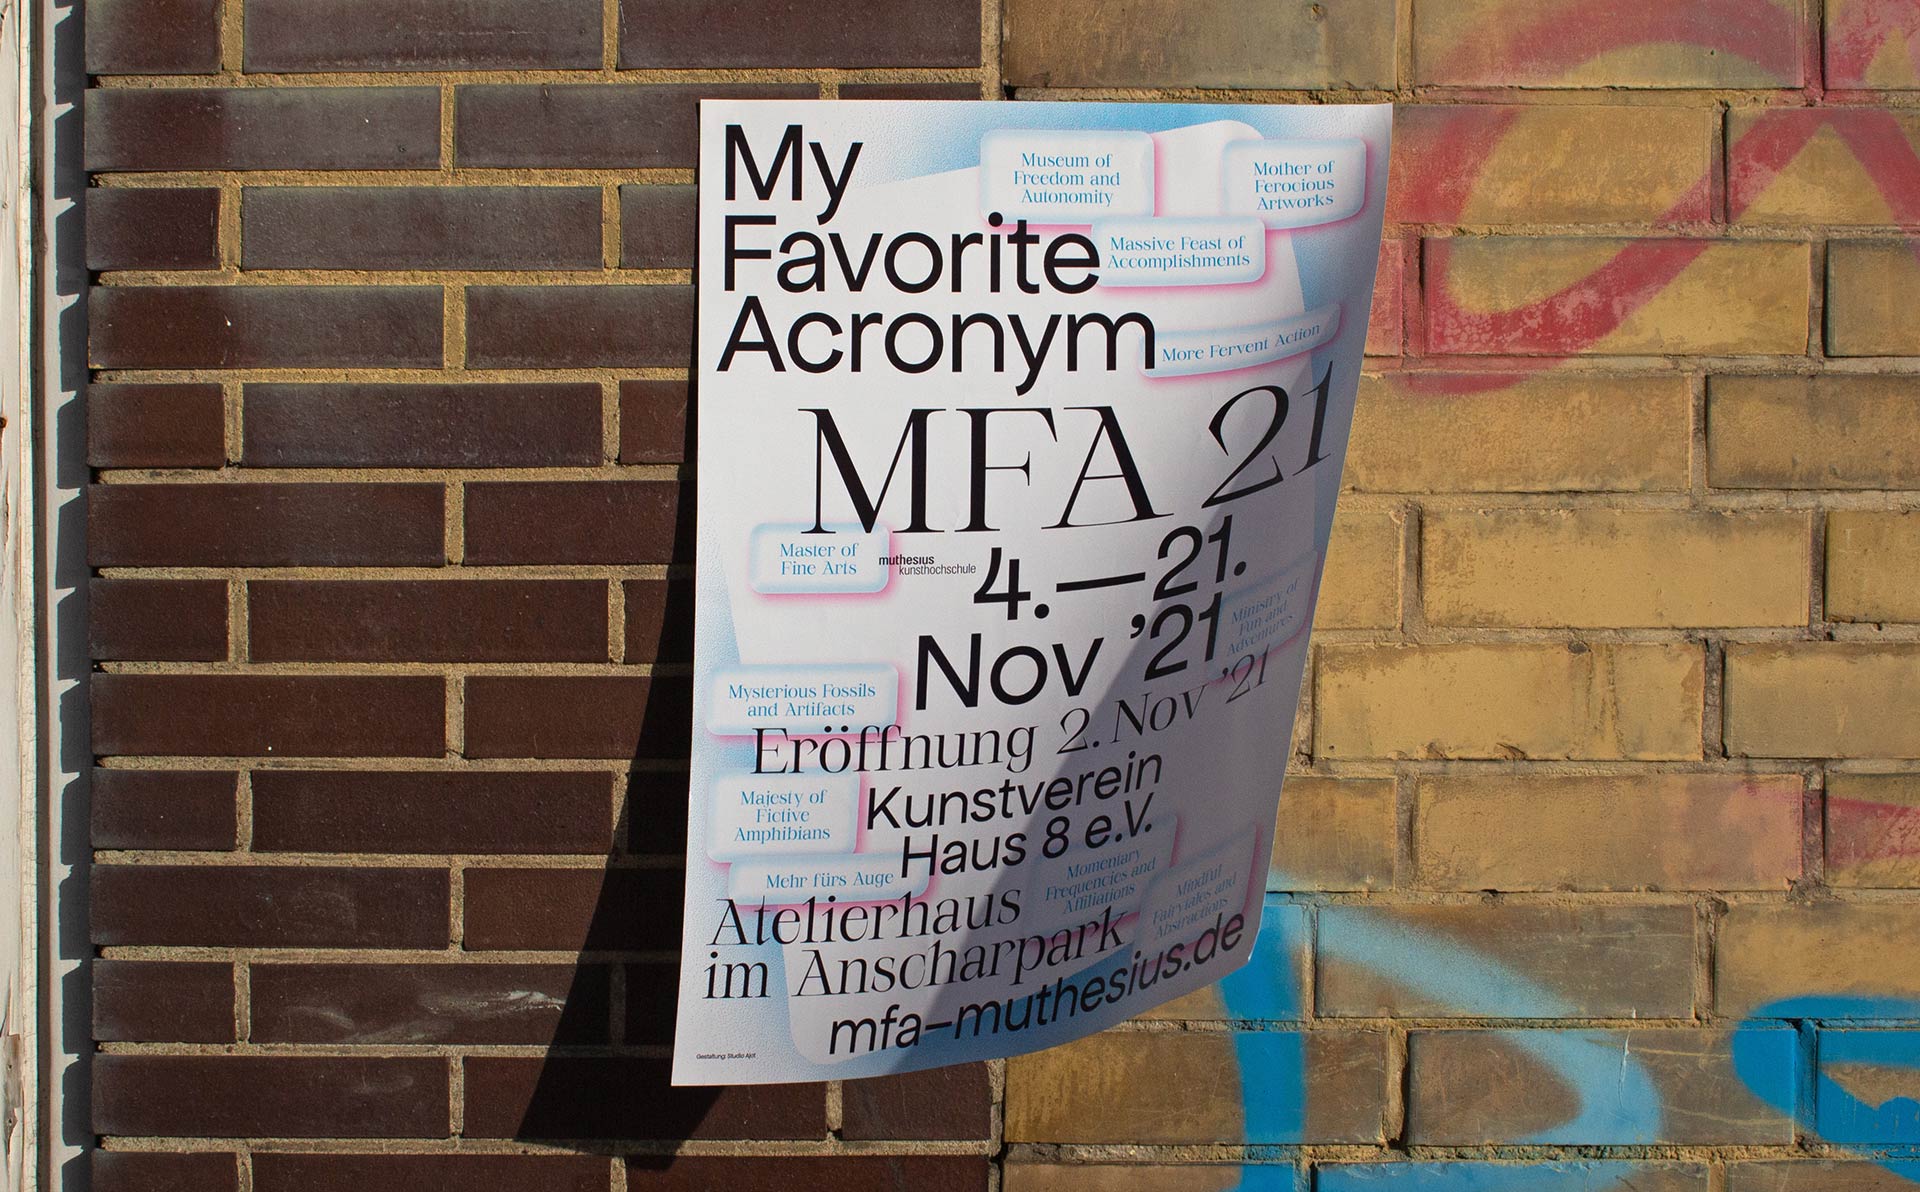 My
Favorite
Acronym
Museum of
Freedom and
Autonomity
Mother of
Ferocious
Artworks
Massive Feast of
Accomplishments
More Fervent Action
MFA 21
Master of
Fine Arts
muthesius
kunsthochschule
4.—21.
Nov ’21
Ministry of
Fun and
Adventures
Mysterious Fossils
and Artifacts
Eröffnung 2. Nov ’21
Majesty of
Fictive
Amphibians
Kunstverein
Haus 8 e.V.
Mehr fürs Auge
Momentary
Frequencies and
Affiliations
Mindful
Fairytales and
Abstractions
Atelierhaus
im Anscharpark
mfa–muthesius.de
Gestaltung: Studio Ajot